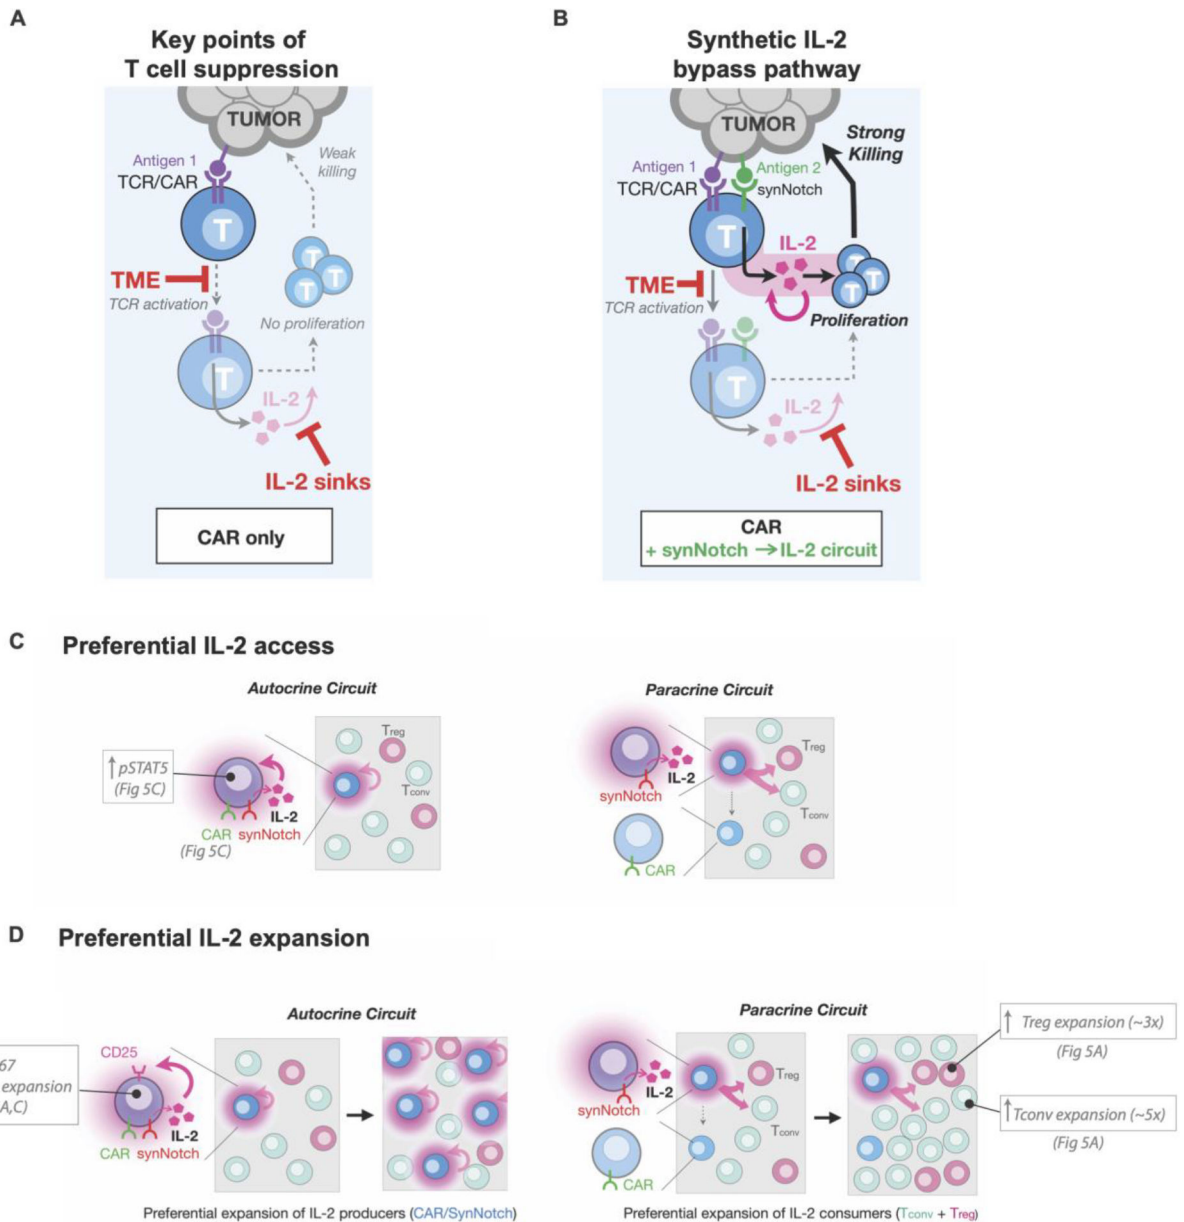 A
Key points of
T cell suppression
TUMOR
Antigen 1
TCR/CAR
Weak
killing
T
T
T
T
TME
TCR activation
No proliferation
T
IL-2
IL-2 sinks
CAR only
B
Synthetic IL-2
bypass pathway
TUMOR
Strong
Killing
Antigen 1
Antigen 2
TCR/CAR
synNotch
T
IL-2
T
T
T
TME
TCR activation
Proliferation
T
IL-2
IL-2 sinks
CAR
+ synNotch → IL-2 circuit
C
Preferential IL-2 access
Autocrine Circuit
↑ pSTAT5
(Fig 5C)
IL-2
CAR synNotch
(Fig 5C)
Treg
Tconv
Paracrine Circuit
IL-2
synNotch
CAR
Treg
Tconv
D
Preferential IL-2 expansion
Autocrine Circuit
67
expansion
A,C)
CD25
IL-2
CAR synNotch
Preferential expansion of IL-2 producers (CAR/SynNotch)
Paracrine Circuit
IL-2
synNotch
CAR
Treg
Tconv
↑ Treg expansion (~3x)
(Fig 5A)
↑ Tconv expansion (~5x)
(Fig 5A)
Preferential expansion of IL-2 consumers (Tconv + Treg)